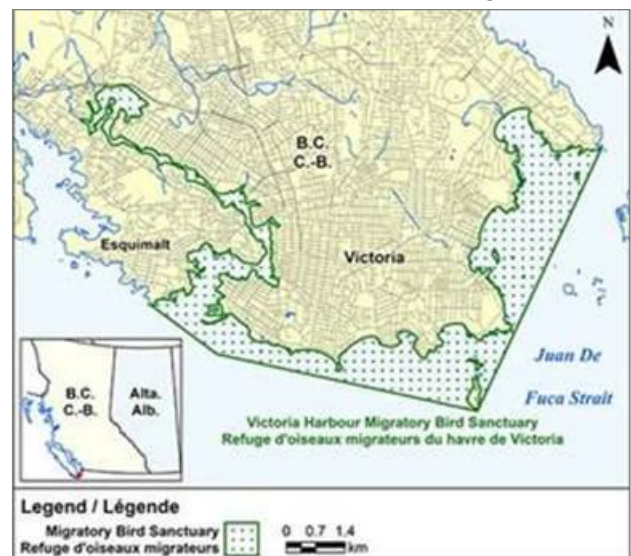 N
B.C.
C.-B.
Esquimalt
Victoria
Juan De
Fuca Strait
B.C.
C.-B.
Alta.
Alb.
Victoria Harbour Migratory Bird Sanctuary
Refuge d'oiseaux migrateurs du havre de Victoria
Legend / Légende
Migratory Bird Sanctuary
Refuge d'oiseaux migrateurs
0 0.7 1.4
km